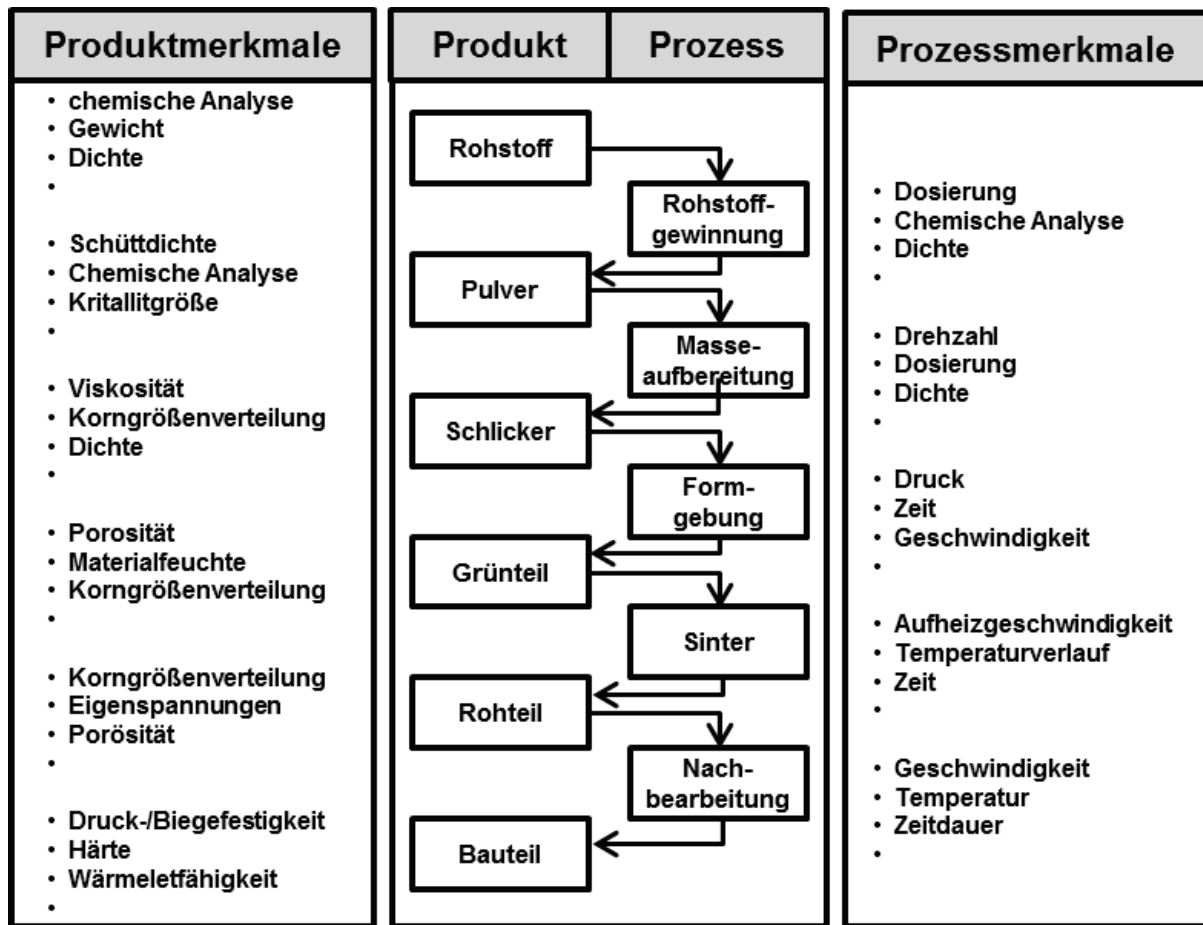 Produktmerkmale
• chemische Analyse
• Gewicht
• Dichte
•
• Schüttdichte
• Chemische Analyse
• Kritallitgröße
•
• Viskosität
• Korngrößenverteilung
• Dichte
•
• Porosität
• Materialfeuchte
• Korngrößenverteilung
•
• Korngrößenverteilung
• Eigenspannungen
• Porösität
•
• Druck-/Biegefestigkeit
• Härte
• Wärmeletfähigkeit
•
Produkt
Prozess
Rohstoff
Rohstoff-
gewinnung
Pulver
Masse-
aufbereitung
Schlicker
Form-
gebung
Grünteil
Sinter
Rohteil
Nach-
bearbeitung
Bauteil
Prozessmerkmale
• Dosierung
• Chemische Analyse
• Dichte
•
• Drehzahl
• Dosierung
• Dichte
•
• Druck
• Zeit
• Geschwindigkeit
•
• Aufheizgeschwindigkeit
• Temperaturverlauf
• Zeit
•
• Geschwindigkeit
• Temperatur
• Zeitdauer
•